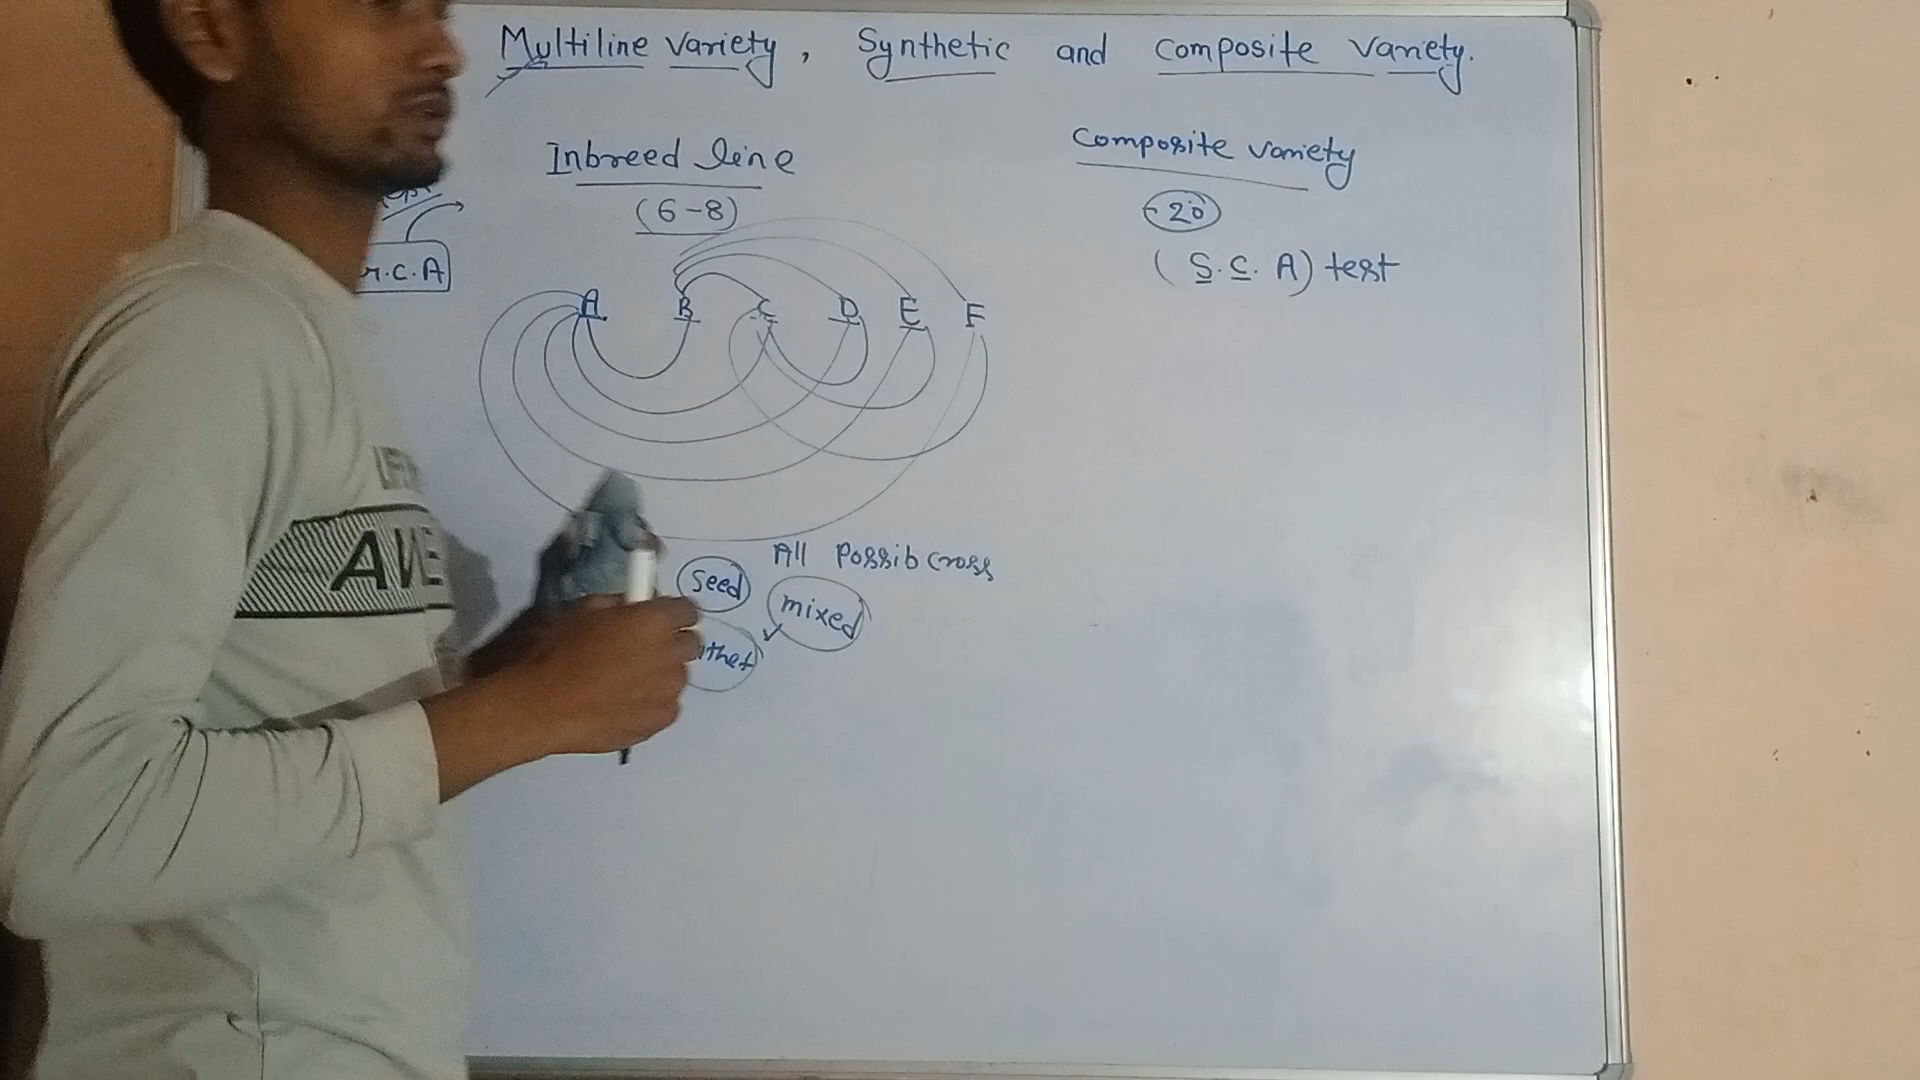 Multiline variety, Synthetic and composite variety.
Inbreed line
(6-8)
G.C.A
A B C D E F
All Possib cross
seed
mixed
composite variety
20
(S.C.A) test
AWE